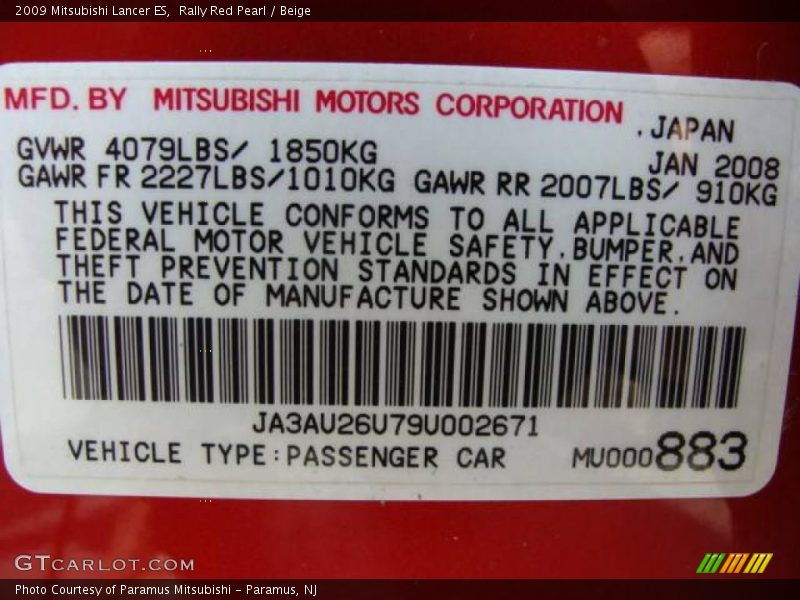 2009 Mitsubishi Lancer ES, Rally Red Pearl / Beige
MFD. BY MITSUBISHI MOTORS CORPORATION
, JAPAN
GVWR 4079LBS/ 1850KG
JAN 2008
GAWR FR 2227LBS/1010KG GAWR RR 2007LBS/ 910KG
THIS VEHICLE CONFORMS TO ALL APPLICABLE
FEDERAL MOTOR VEHICLE SAFETY, BUMPER, AND
THEFT PREVENTION STANDARDS IN EFFECT ON
THE DATE OF MANUFACTURE SHOWN ABOVE.
JA3AU26U79U002671
VEHICLE TYPE:PASSENGER CAR MU000883
GTCARLOT.COM
Photo Courtesy of Paramus Mitsubishi - Paramus, NJ